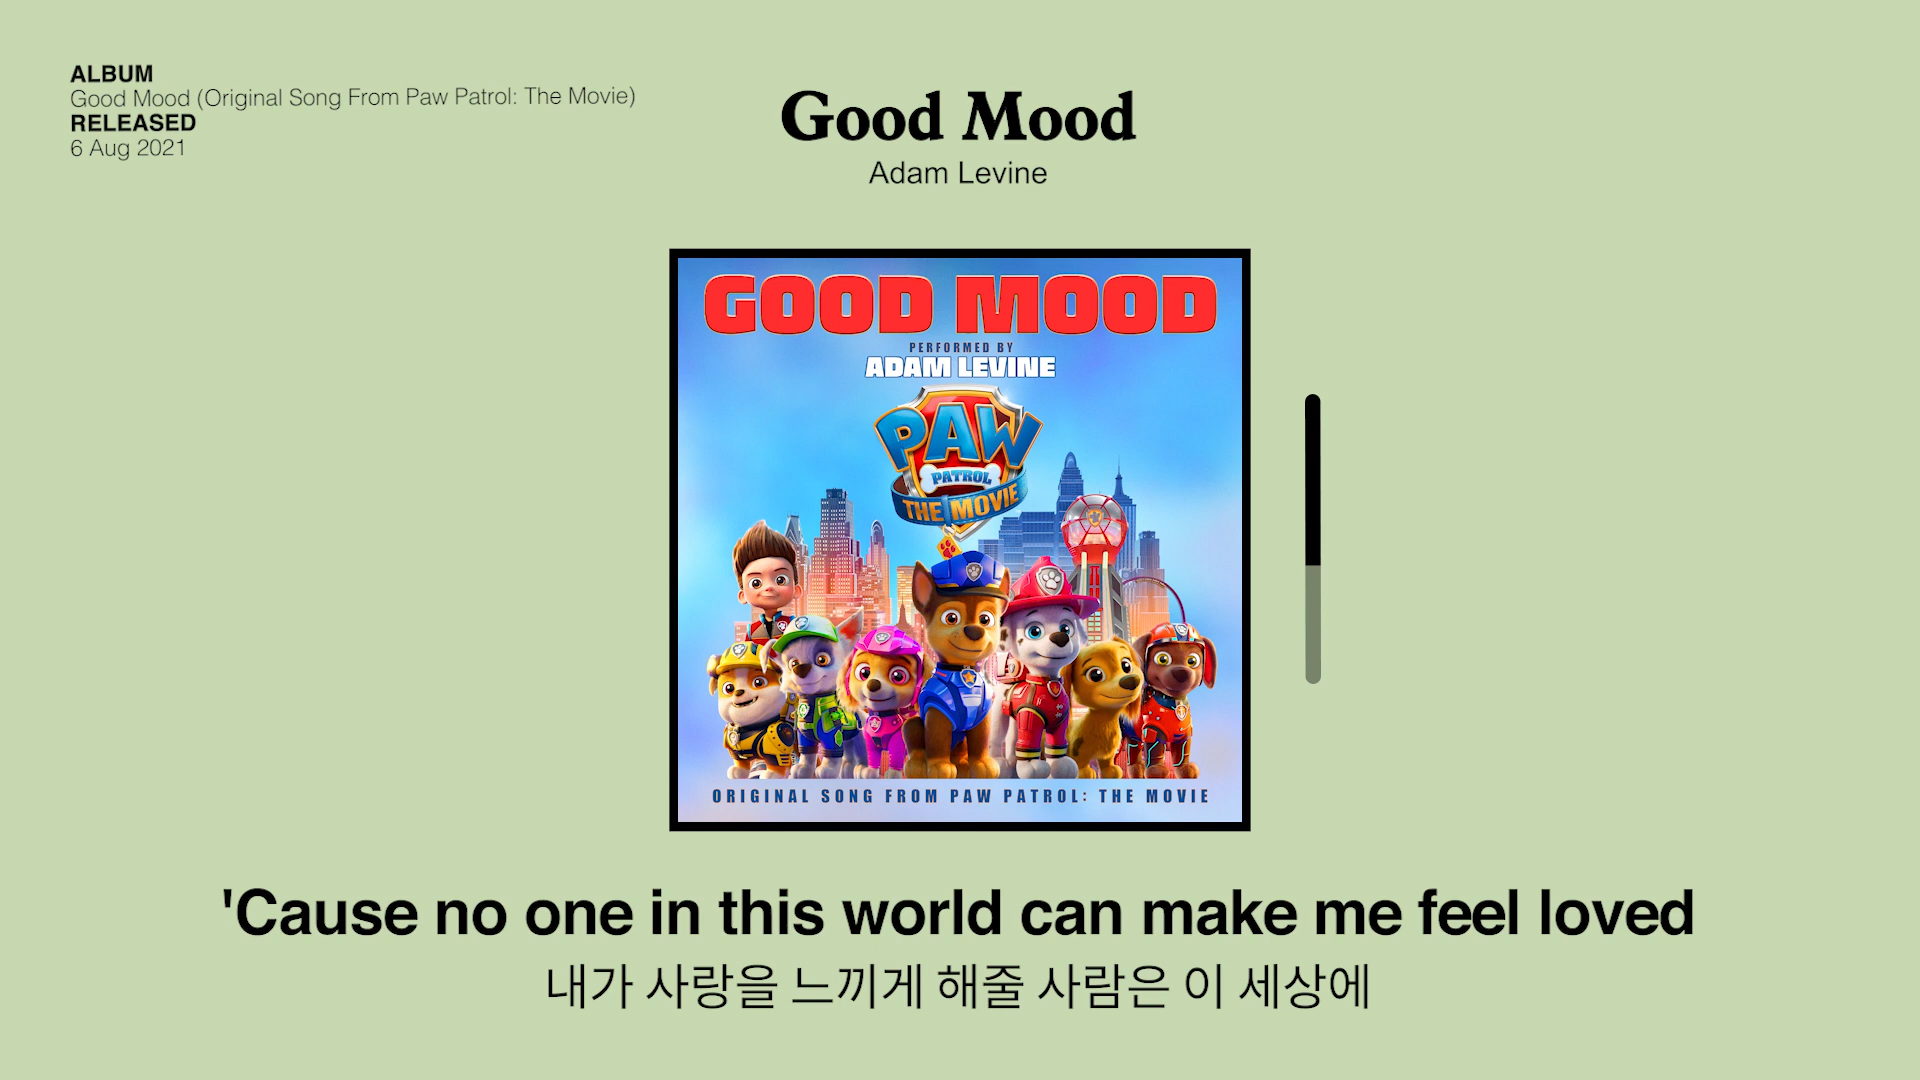 ALBUM
Good Mood (Original Song From Paw Patrol: The Movie)
RELEASED
6 Aug 2021
Good Mood
Adam Levine
GOOD MOOD
PERFORMED BY
ADAM LEVINE
PAW
PATROL
THE MOVIE
ORIGINAL SONG FROM PAW PATROL: THE MOVIE
'Cause no one in this world can make me feel loved
내가 사랑을 느끼게 해줄 사람은 이 세상에